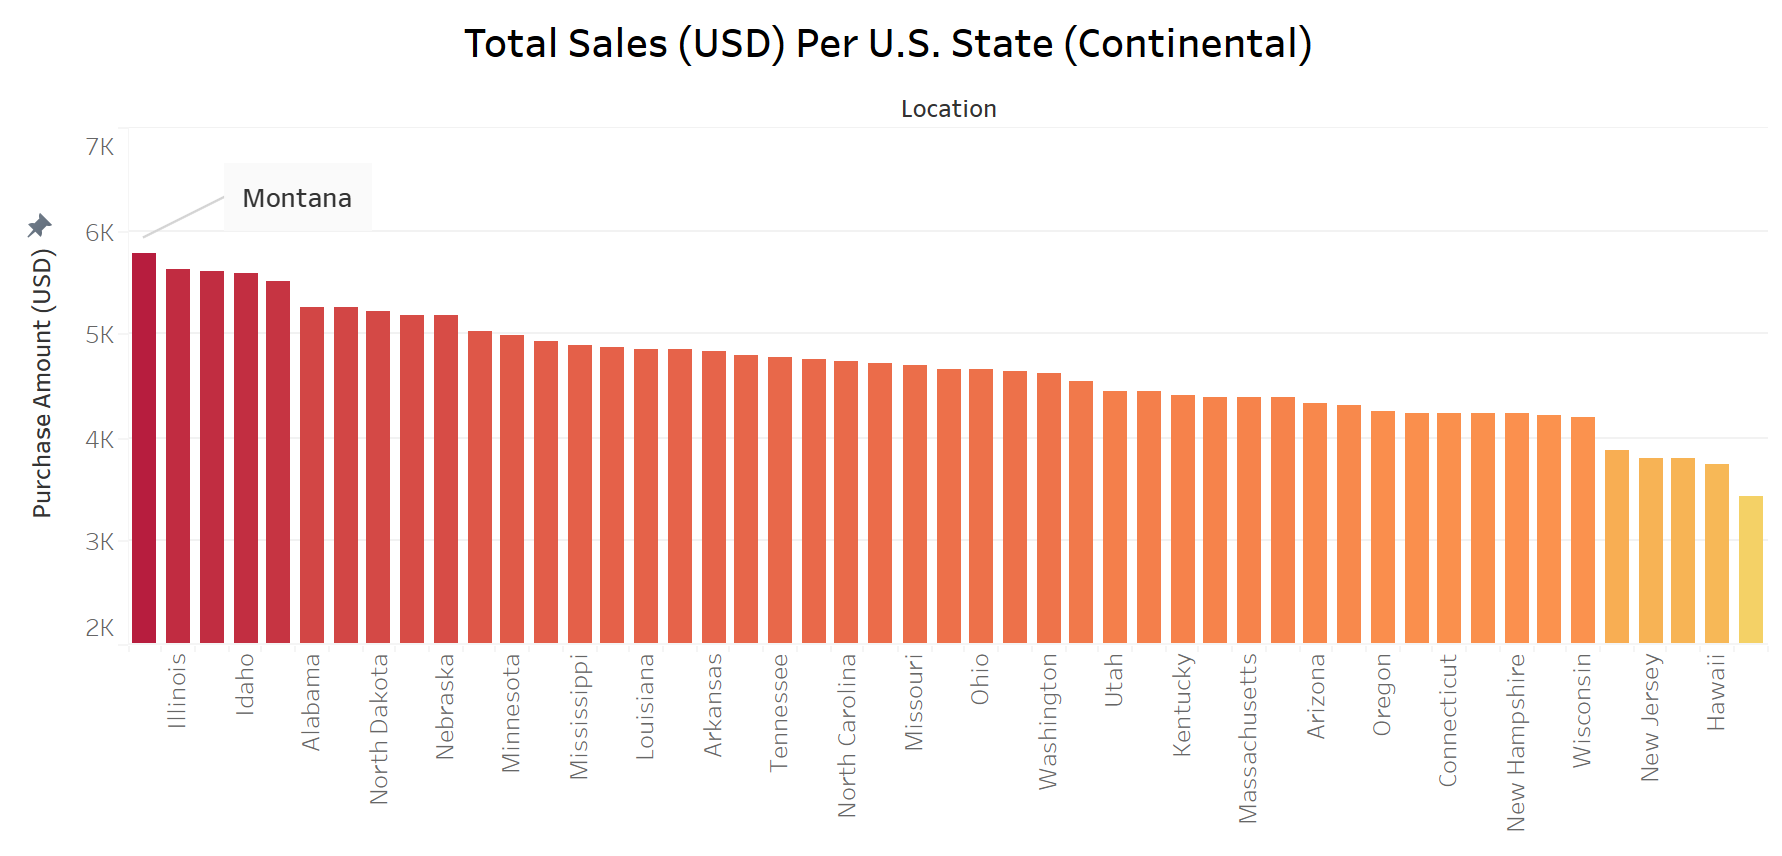 Total Sales (USD) Per U.S. State (Continental)
Location
Purchase Amount (USD)
7K
6K
5K
4K
3K
2K
Montana
Illinois
Idaho
Alabama
North Dakota
Nebraska
Minnesota
Mississippi
Louisiana
Arkansas
Tennessee
North Carolina
Missouri
Ohio
Washington
Utah
Kentucky
Massachusetts
Arizona
Oregon
Connecticut
New Hampshire
Wisconsin
New Jersey
Hawaii